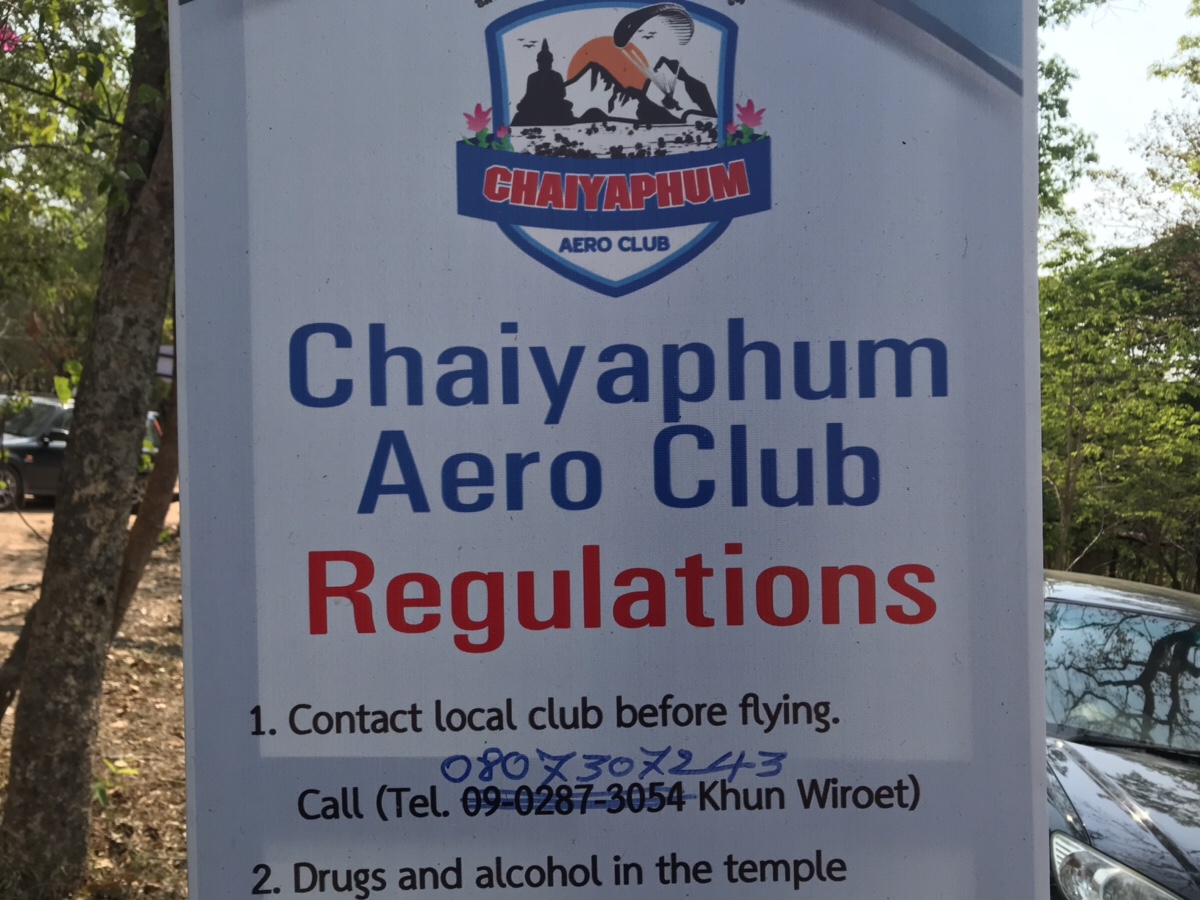 CHAIYAPHUM
AERO CLUB
Chaiyaphum
Aero Club
Regulations
1. Contact local club before flying.
0807307243
Call (Tel. 09-0287-3054 Khun Wiroet)
2. Drugs and alcohol in the temple